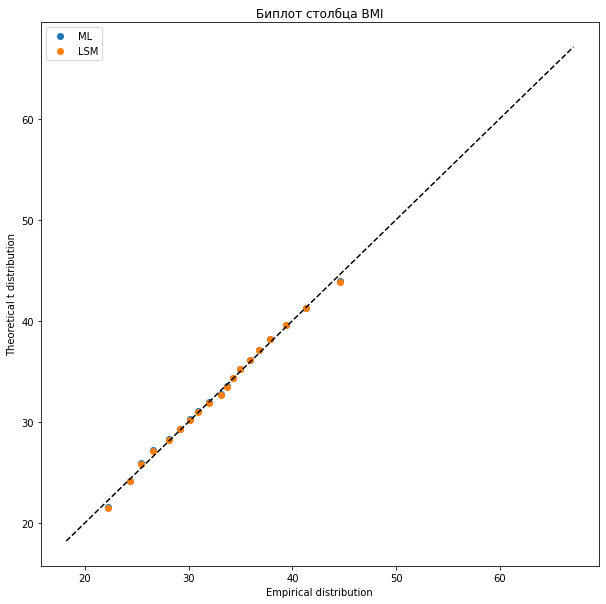 Биплот столбца BMI
ML
LSM
60
50
40
30
20
Theoretical t distribution
20 30 40 50 60
Empirical distribution